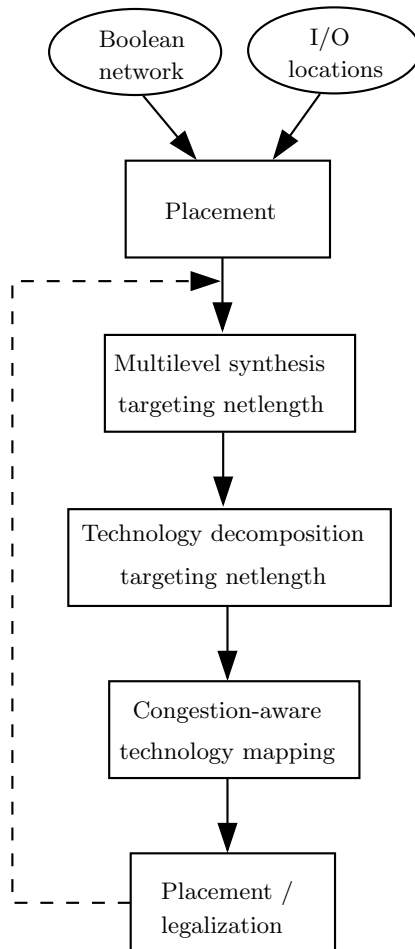 Boolean
network
I/O
locations
Placement
Multilevel synthesis
targeting netlength
Technology decomposition
targeting netlength
Congestion-aware
technology mapping
Placement /
legalization